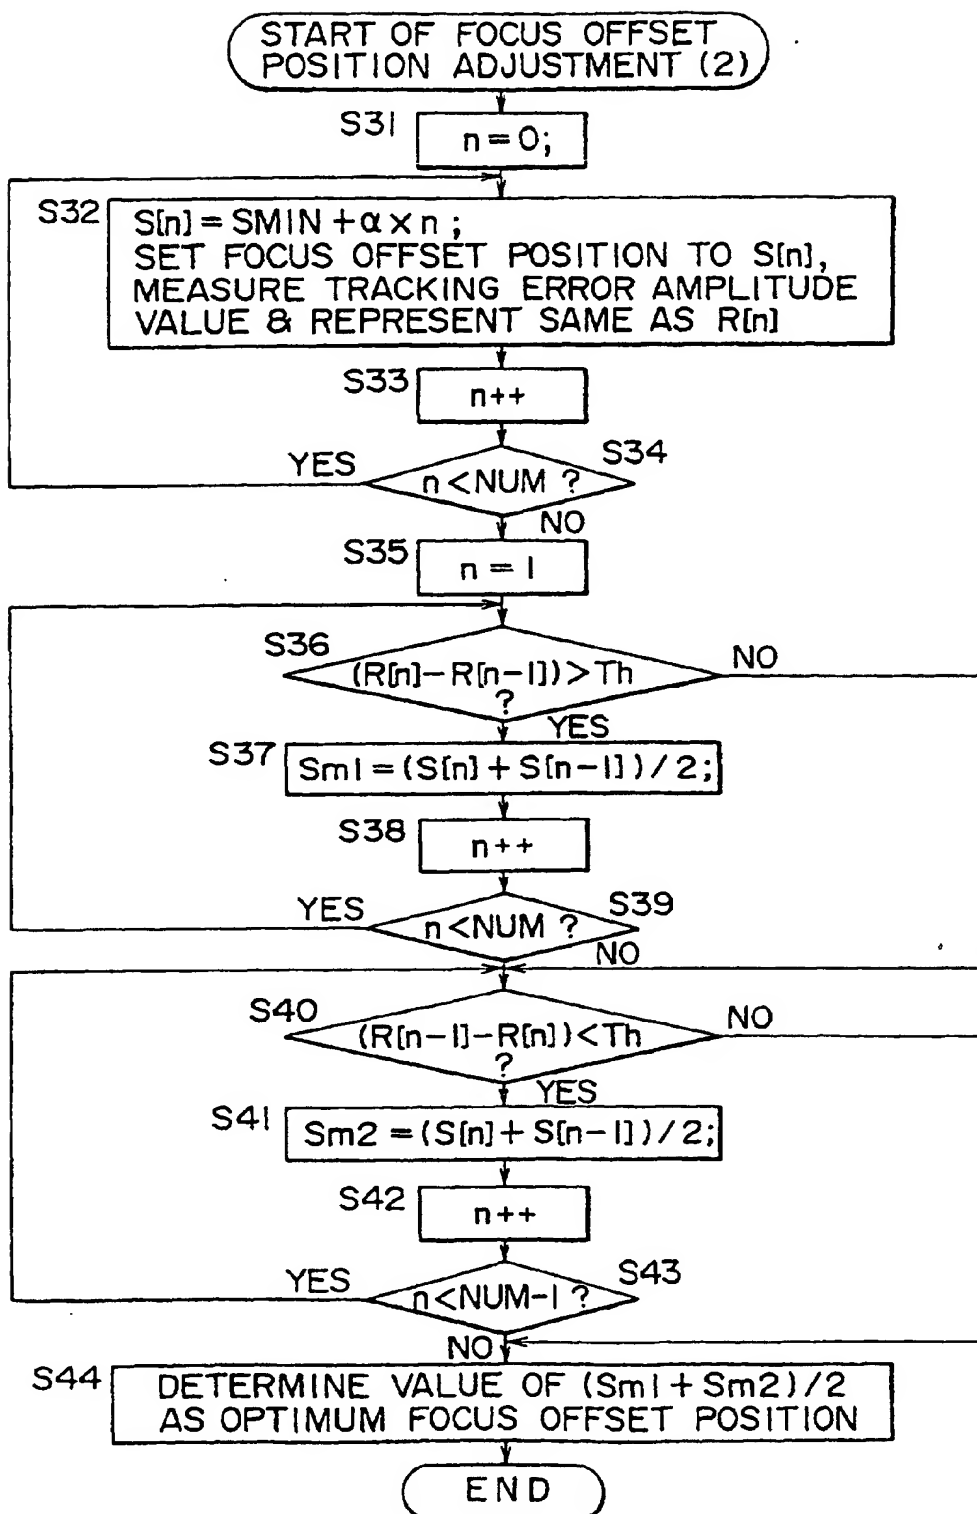 START OF FOCUS OFFSET
POSITION ADJUSTMENT (2)
S31
n=0;
S32
S[n]=SMIN+α×n;
SET FOCUS OFFSET POSITION TO S[n],
MEASURE TRACKING ERROR AMPLITUDE
VALUE & REPRESENT SAME AS R[n]
S33
n++
S34
YES
n<NUM ?
NO
S35
n=1
S36
(R[n]-R[n-1])>Th
?
NO
YES
S37
Sm1=(S[n]+S[n-1])/2;
S38
n++
YES
n<NUM ?
S39
NO
S40
(R[n-1]-R[n])<Th
?
NO
YES
S41
Sm2=(S[n]+S[n-1])/2;
S42
n++
YES
n<NUM-1 ?
S43
NO
S44
DETERMINE VALUE OF (Sm1+Sm2)/2
AS OPTIMUM FOCUS OFFSET POSITION
END